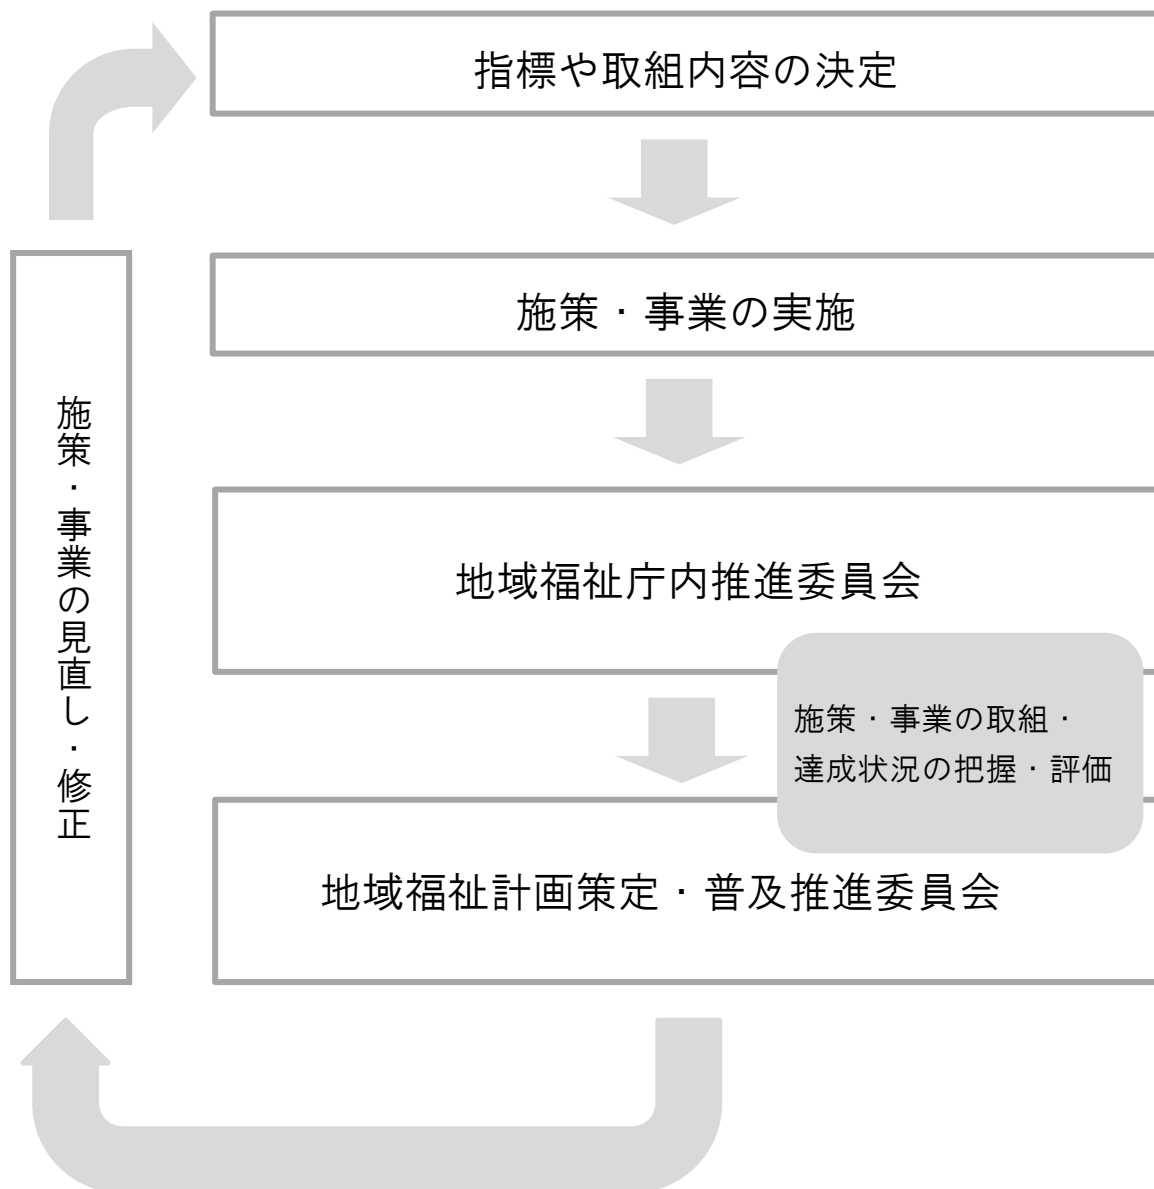 指標や取組内容の決定
施策・事業の実施
地域福祉庁内推進委員会
施策・事業の取組・
達成状況の把握・評価
地域福祉計画策定・普及推進委員会
施策・事業の見直し・修正